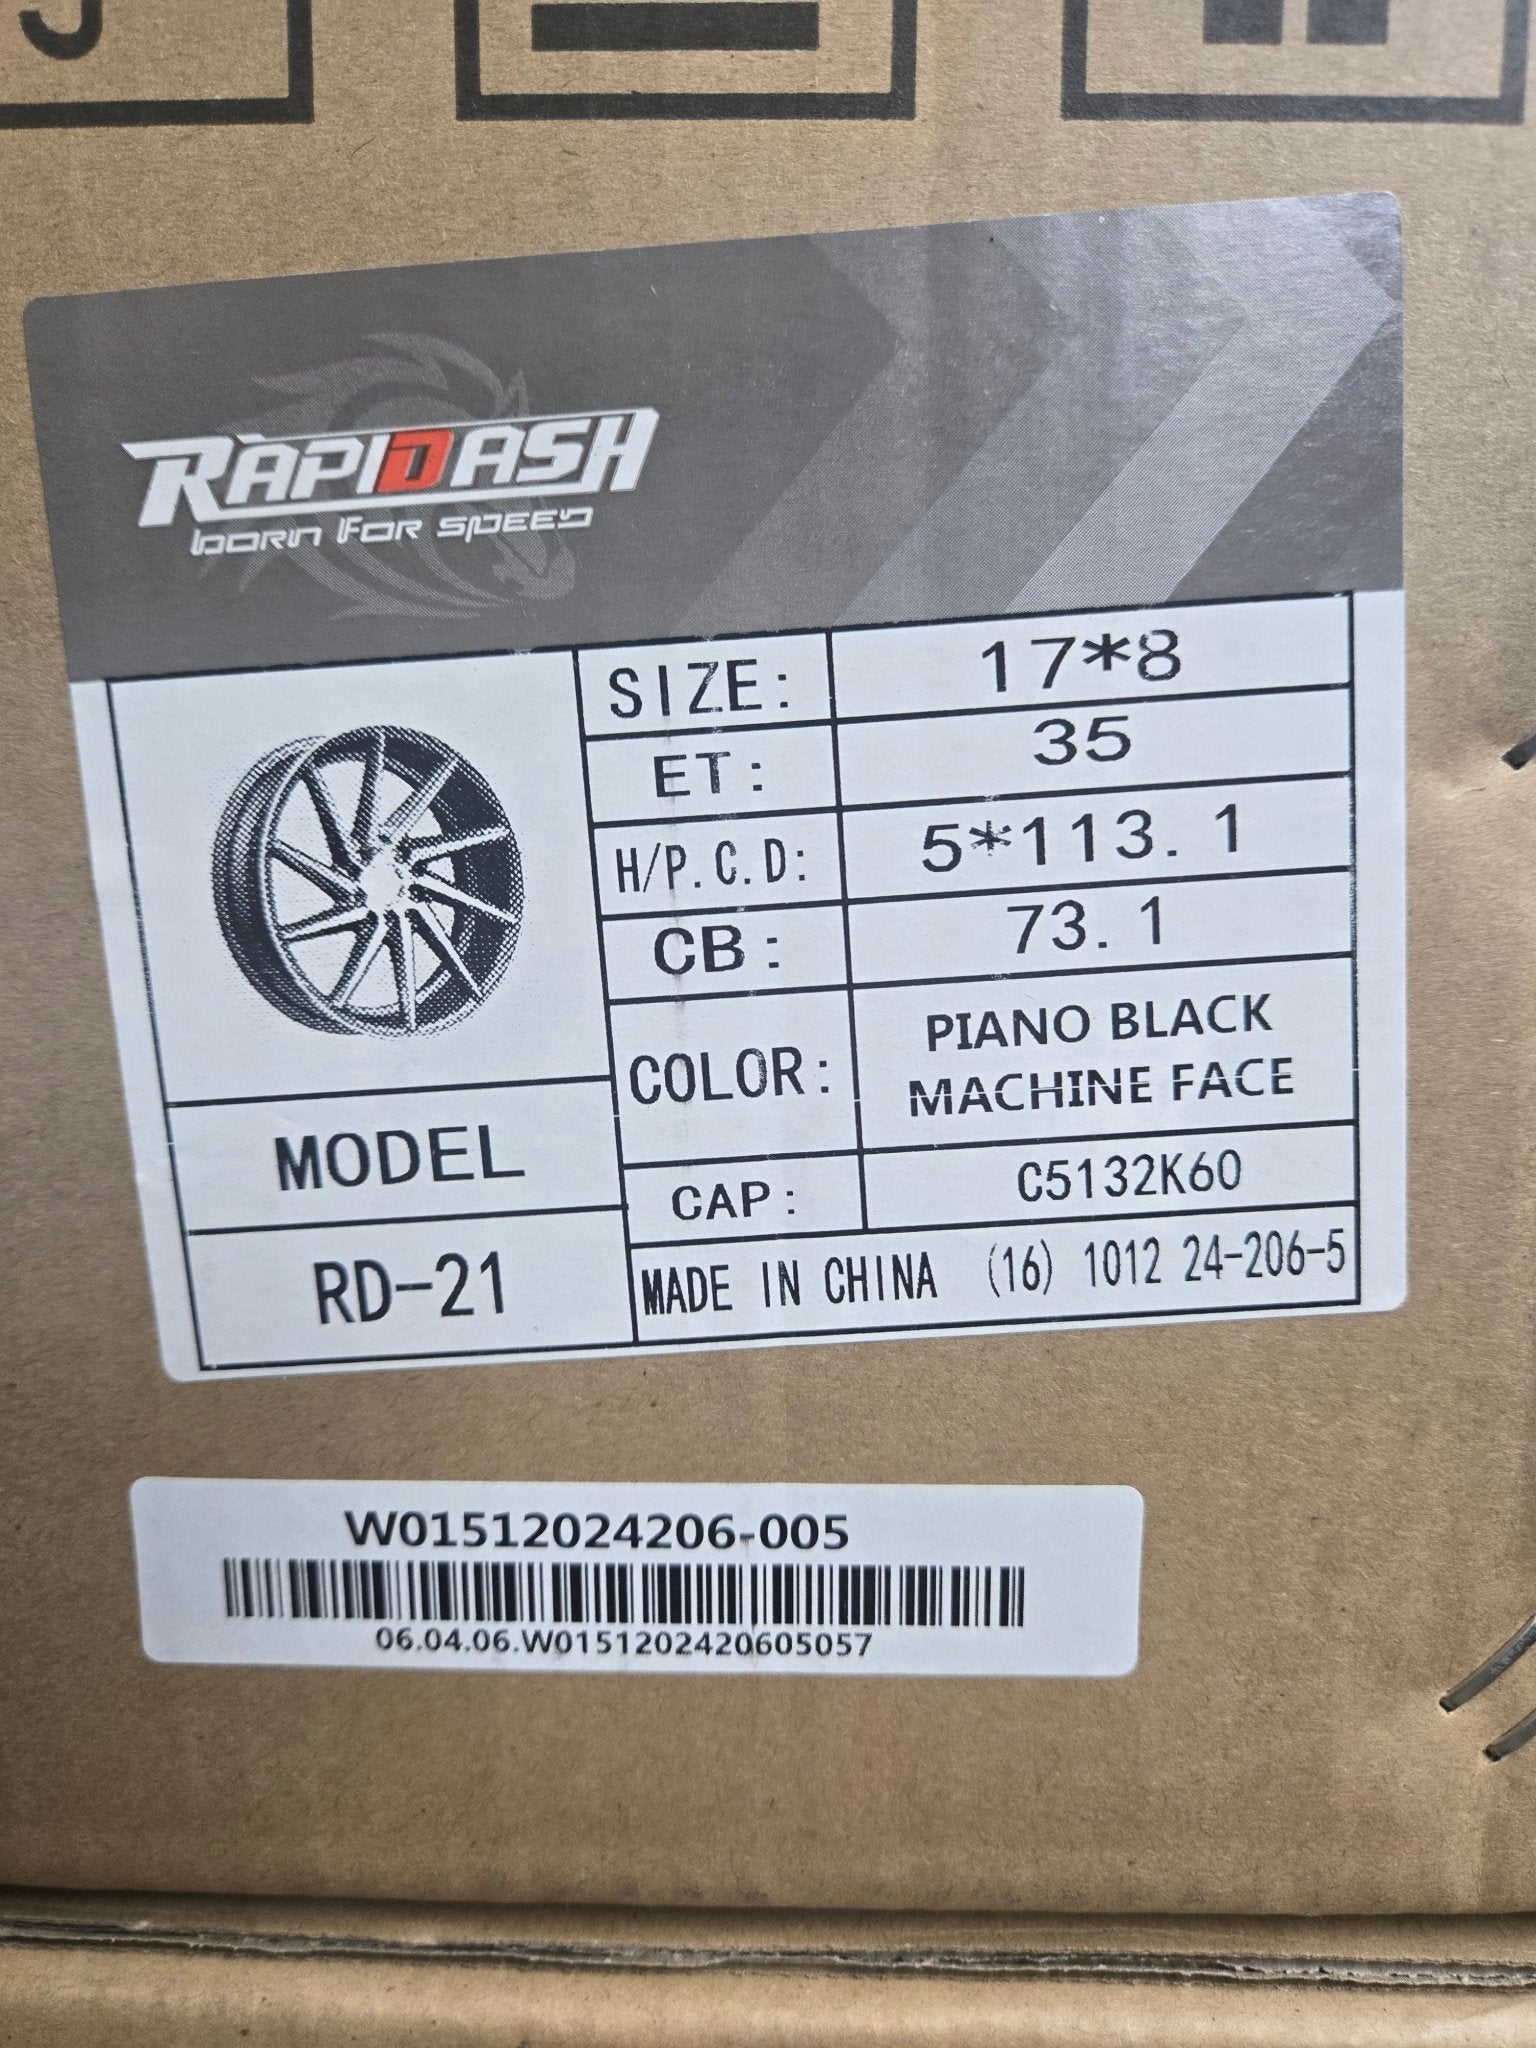 RAPIDASH
BORN FOR SPEED
SIZE: 17*8
ET: 35
H/P.C.D: 5*113.1
CB: 73.1
COLOR: PIANO BLACK
MACHINE FACE
CAP: C5132K60
MODEL
RD-21
MADE IN CHINA (16) 1012 24-206-5
W01512024206-005
06.04.06.W0151202420605057